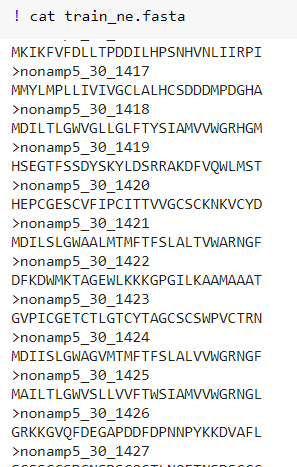 ! cat train_ne.fasta
MKIKFVFDLLTPDDILHPSNHVNLIIRPI
>nonamp5_30_1417
MMYLMPLLIVIVGCLALHCSDDDMPDGHA
>nonamp5_30_1418
MDILTLGWVGLLGLFTYSIAMVVWGRHGM
>nonamp5_30_1419
HSEGTFSSDYSKYLDSRRAKDFVQWLMST
>nonamp5_30_1420
HEPCGESCVFIPCITTVVGCSCKNKVCYD
>nonamp5_30_1421
MDILSLGWAALMTMFTFSLALTVWARNGF
>nonamp5_30_1422
DFKDWMKTAGEWLKKKGPGILKAAMAAAT
>nonamp5_30_1423
GVPICGETCTLGTCYTAGCSCSWPVCTRN
>nonamp5_30_1424
MDIISLGWAGVMTMFTFSLALVVWGRNGF
>nonamp5_30_1425
MAILTLGWVSLLVVFTWSIAMVVWGRNGL
>nonamp5_30_1426
GRKKGVQFDEGAPDDFDPNNPYKKDVAFL
>nonamp5_30_1427